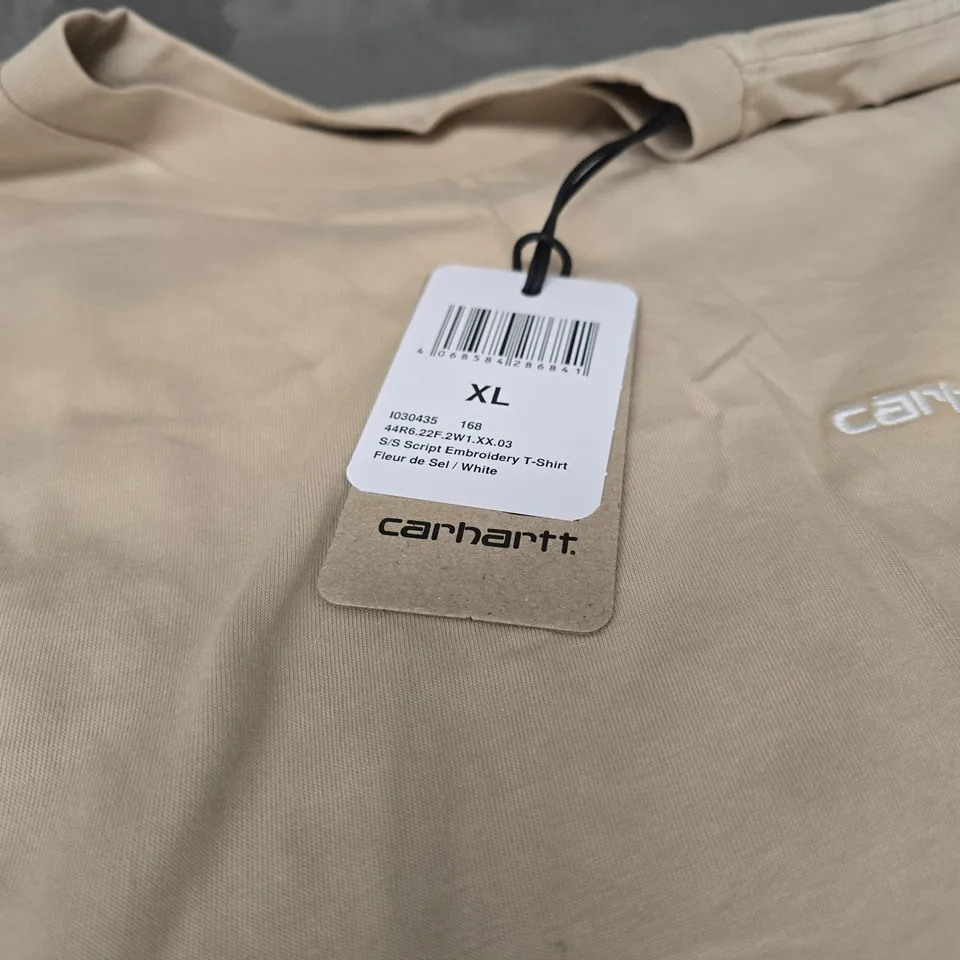 4 068584 286841
XL
I030435 168
44R6.22F.2W1.XX.03
S/S Script Embroidery T-Shirt
Fleur de Sel / White
carhartt